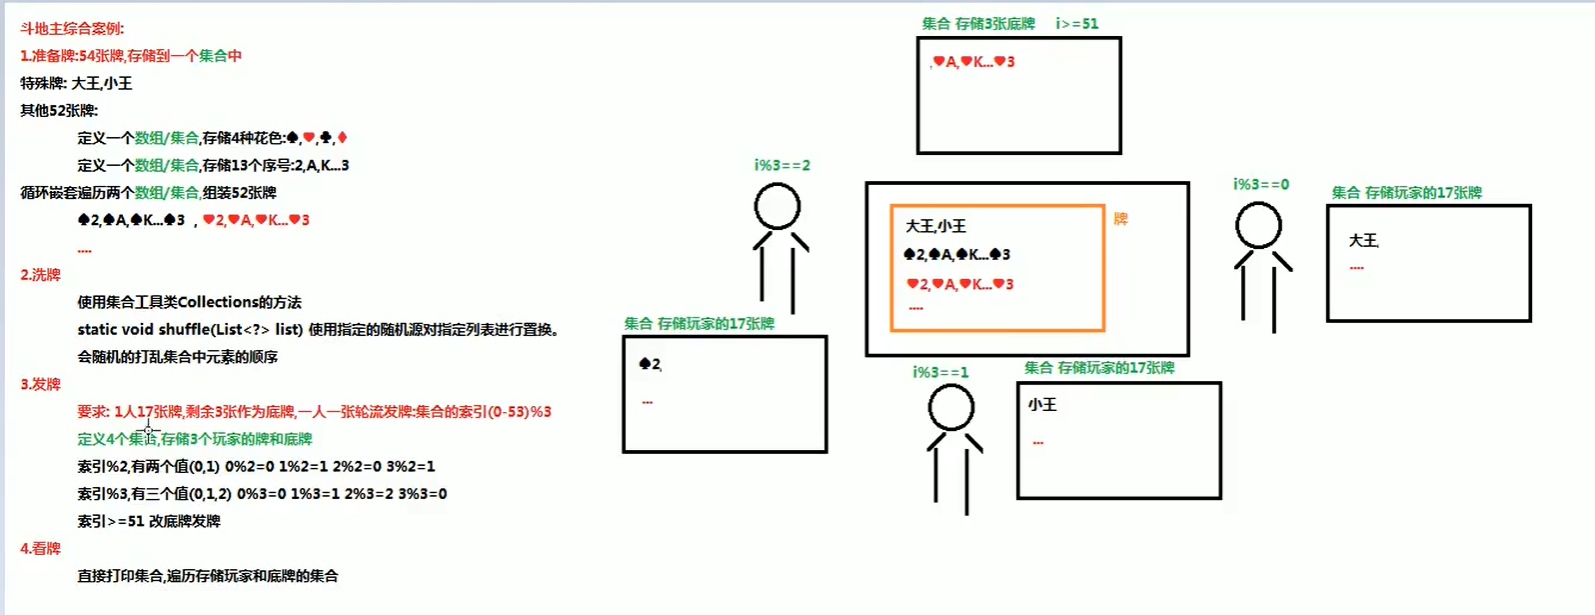 斗地主综合案例:
1.准备牌:54张牌,存储到一个集合中
特殊牌: 大王,小王
其他52张牌:
定义一个数组/集合,存储4种花色:♠,♥,♣,♦
定义一个数组/集合,存储13个序号:2,A,K...3
循环嵌套遍历两个数组/集合,组装52张牌
♠2,♠A,♠K...♠3 ,♥2,♥A,♥K...♥3
....
2.洗牌
使用集合工具类Collections的方法
static void shuffle(List<?> list) 使用指定的随机源对指定列表进行置换。
会随机的打乱集合中元素的顺序
3.发牌
要求: 1人17张牌,剩余3张作为底牌,一人一张轮流发牌:集合的索引(0-53)%3
定义4个集合,存储3个玩家的牌和底牌
索引%2,有两个值(0,1) 0%2=0 1%2=1 2%2=0 3%2=1
索引%3,有三个值(0,1,2) 0%3=0 1%3=1 2%3=2 3%3=0
索引>=51 改底牌发牌
4.看牌
直接打印集合,遍历存储玩家和底牌的集合
集合 存储3张底牌 i>=51
,♥A,♥K...♥3
i%3==2
集合 存储玩家的17张牌
♠2,
...
大王,小王
♠2,♠A,♠K...♠3
♥2,♥A,♥K...♥3
....
牌
i%3==1
集合 存储玩家的17张牌
小王
...
i%3==0
集合 存储玩家的17张牌
大王,
....